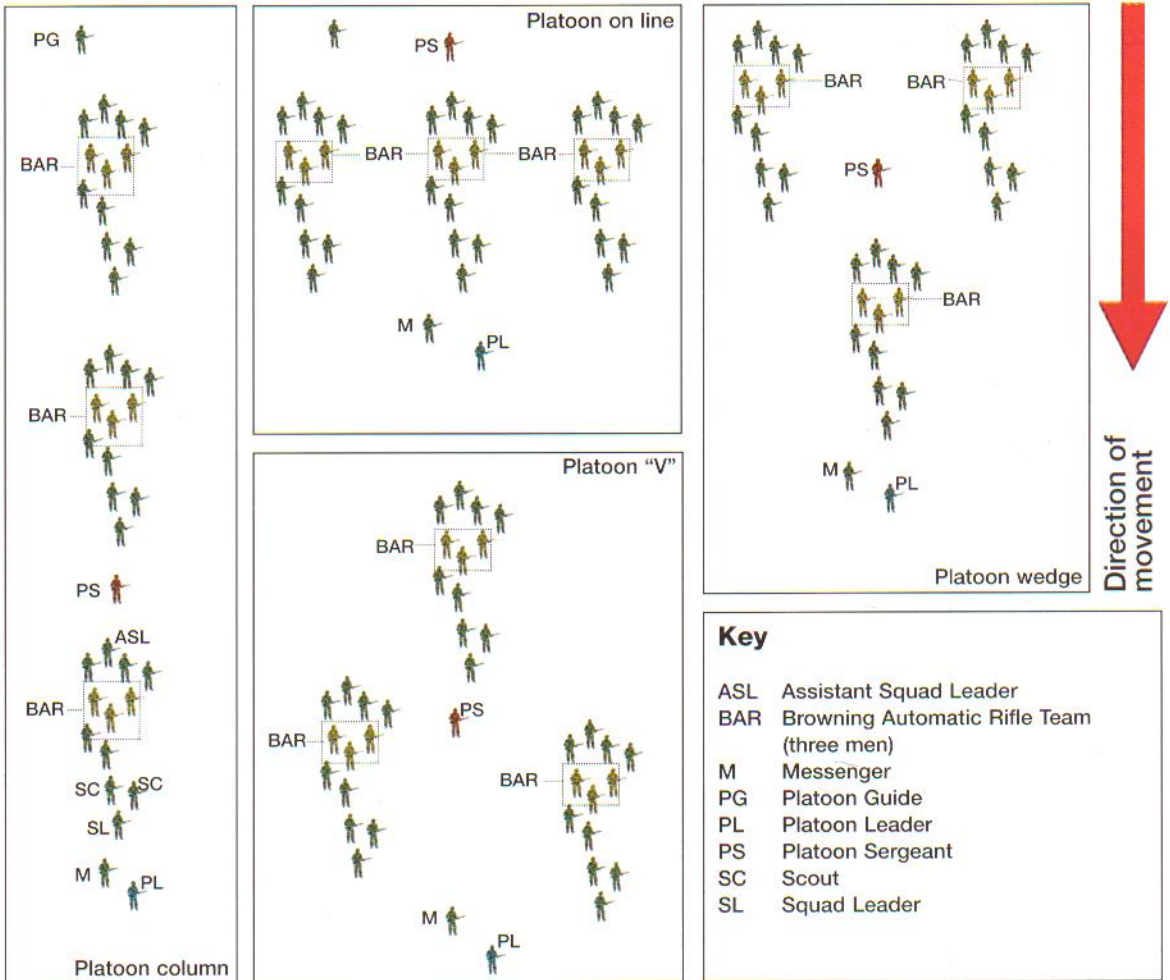 PG
BAR
BAR
PS
ASL
BAR
SC
SC
SL
M
PL
Platoon column
Platoon on line
PS
BAR
BAR
M
PL
Platoon “V”
BAR
BAR
PS
BAR
M
PL
BAR
BAR
PS
BAR
M
PL
Platoon wedge
Direction of
movement
Key
ASL Assistant Squad Leader
BAR Browning Automatic Rifle Team
(three men)
M Messenger
PG Platoon Guide
PL Platoon Leader
PS Platoon Sergeant
SC Scout
SL Squad Leader